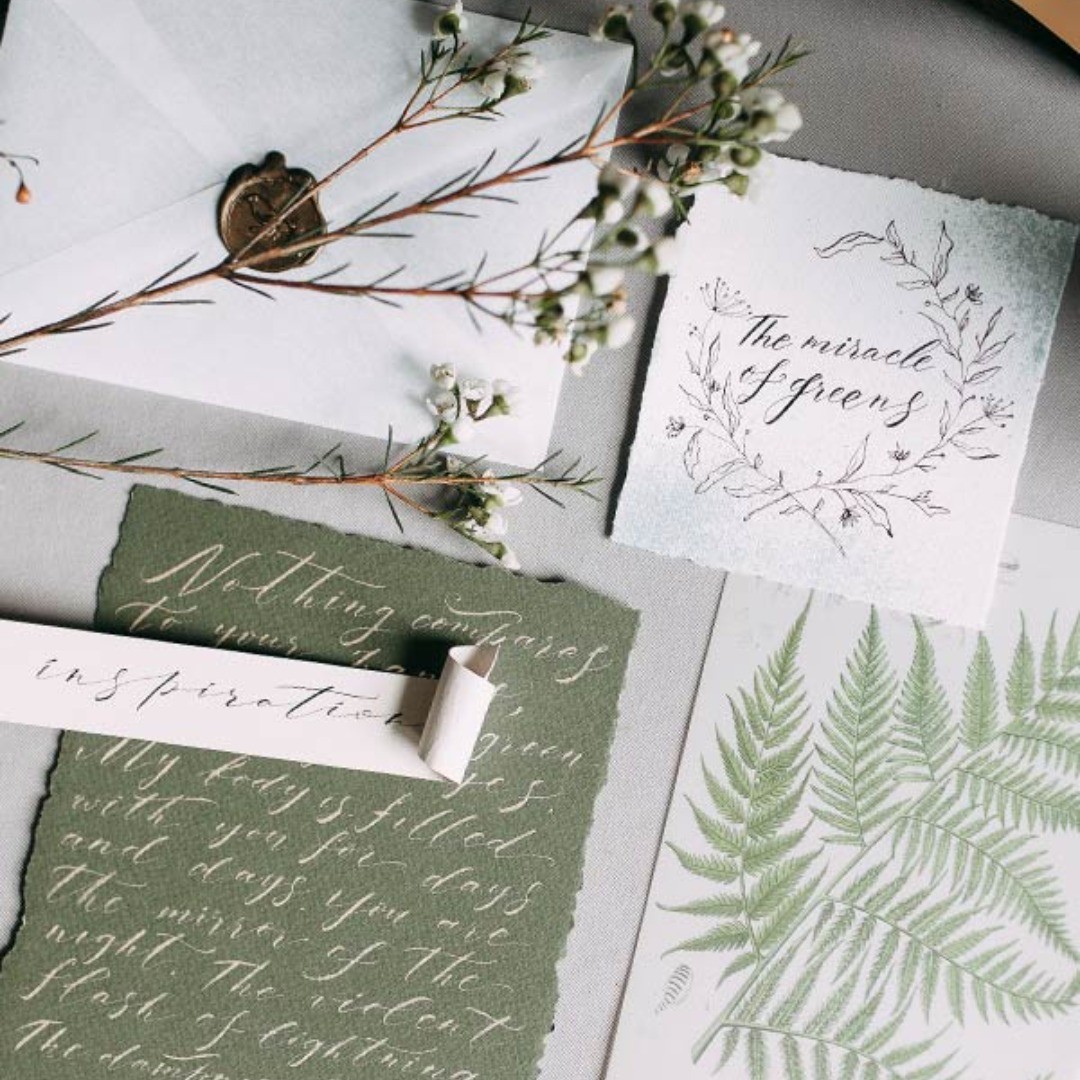 The miracle
of greens
Nothing compares
to your
inspiration
green
My body is filled
with you for days
and days. You are
the mirror of the
night. The violent
flash of lightning